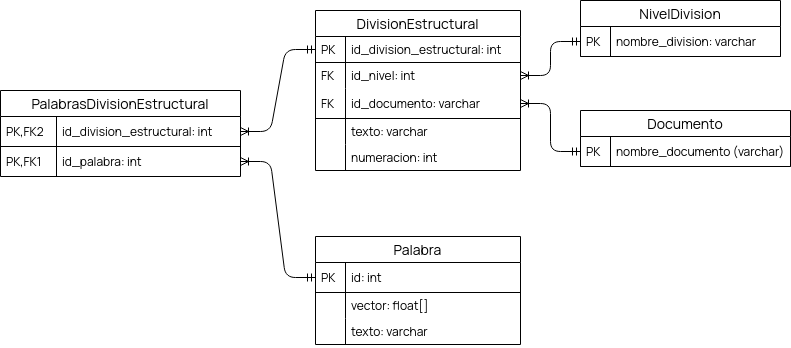 DivisionEstructural
PK id_division_estructural: int
FK id_nivel: int
FK id_documento: varchar
texto: varchar
numeracion: int
NivelDivision
PK nombre_division: varchar
PalabrasDivisionEstructural
PK,FK2 id_division_estructural: int
PK,FK1 id_palabra: int
Documento
PK nombre_documento (varchar)
Palabra
PK id: int
vector: float[]
texto: varchar